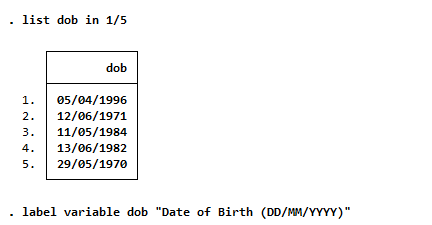 . list dob in 1/5
dob
1. 05/04/1996
2. 12/06/1971
3. 11/05/1984
4. 13/06/1982
5. 29/05/1970
. label variable dob "Date of Birth (DD/MM/YYYY)"